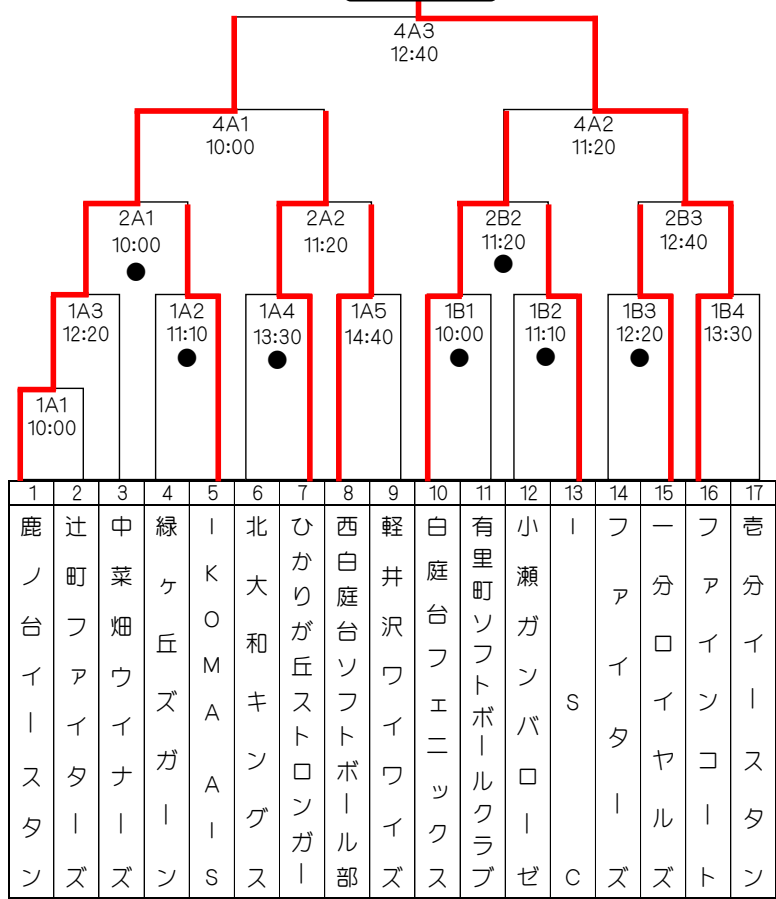 4A3
12:40
4A1
10:00
4A2
11:20
2A1
10:00
2A2
11:20
2B2
11:20
2B3
12:40
1A3
12:20
1A2
11:10
1A4
13:30
1A5
14:40
1B1
10:00
1B2
11:10
1B3
12:20
1B4
13:30
1A1
10:00
1 2 3 4 5 6 7 8 9 10 11 12 13 14 15 16 17
鹿ノ台イースタン
辻町ファイターズ
中菜畑ウイナーズ
緑ヶ丘ズガーン
IKOMA AIS
北大和キングス
ひかりが丘ストロンガー
西白庭台ソフトボール部
軽井沢ワイワイズ
白庭台フェニックス
有里町ソフトボールクラブ
小瀬ガンバローゼ
ISC
ファイターズ
一分ロイヤルズ
ファインコート
壱分イースタン